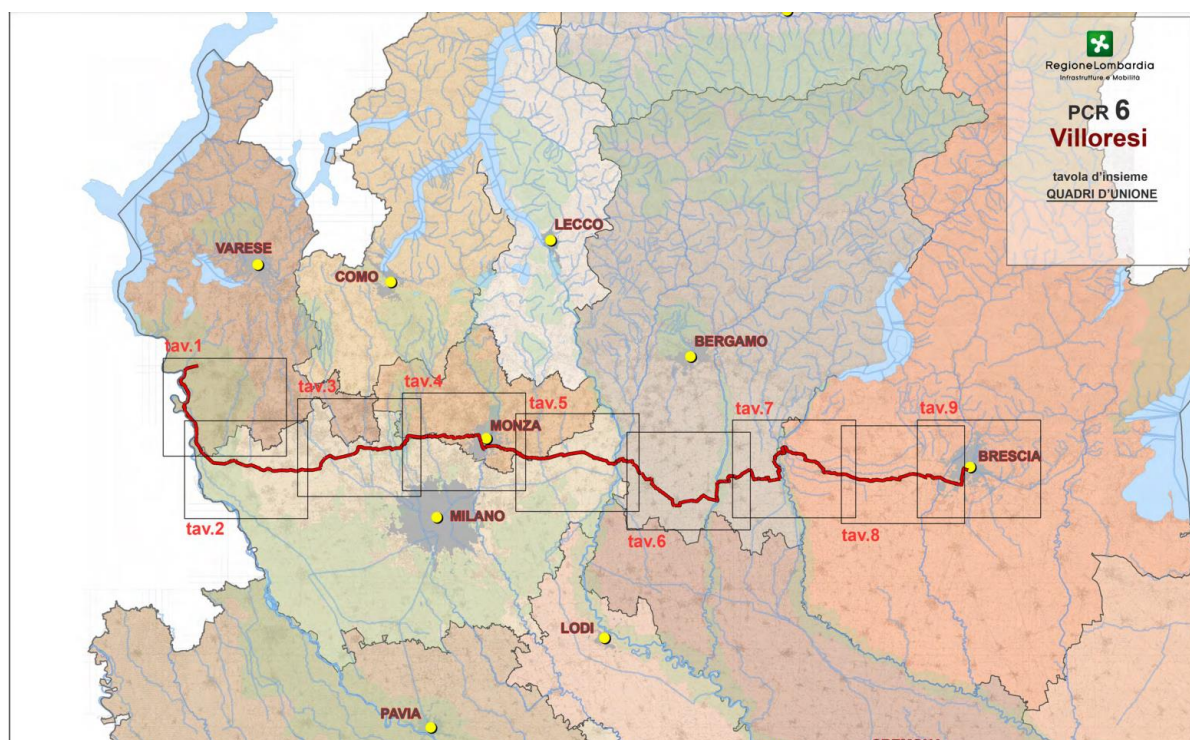 RegioneLombardia
Infrastrutture e Mobilità
PCR 6
Villoresi
tavola d'insieme
QUADRI D'UNIONE
LECCO
VARESE
COMO
BERGAMO
tav.1
tav.3
tav.4
tav.5
tav.7
tav.9
MONZA
BRESCIA
MILANO
tav.2
tav.6
tav.8
LODI
PAVIA